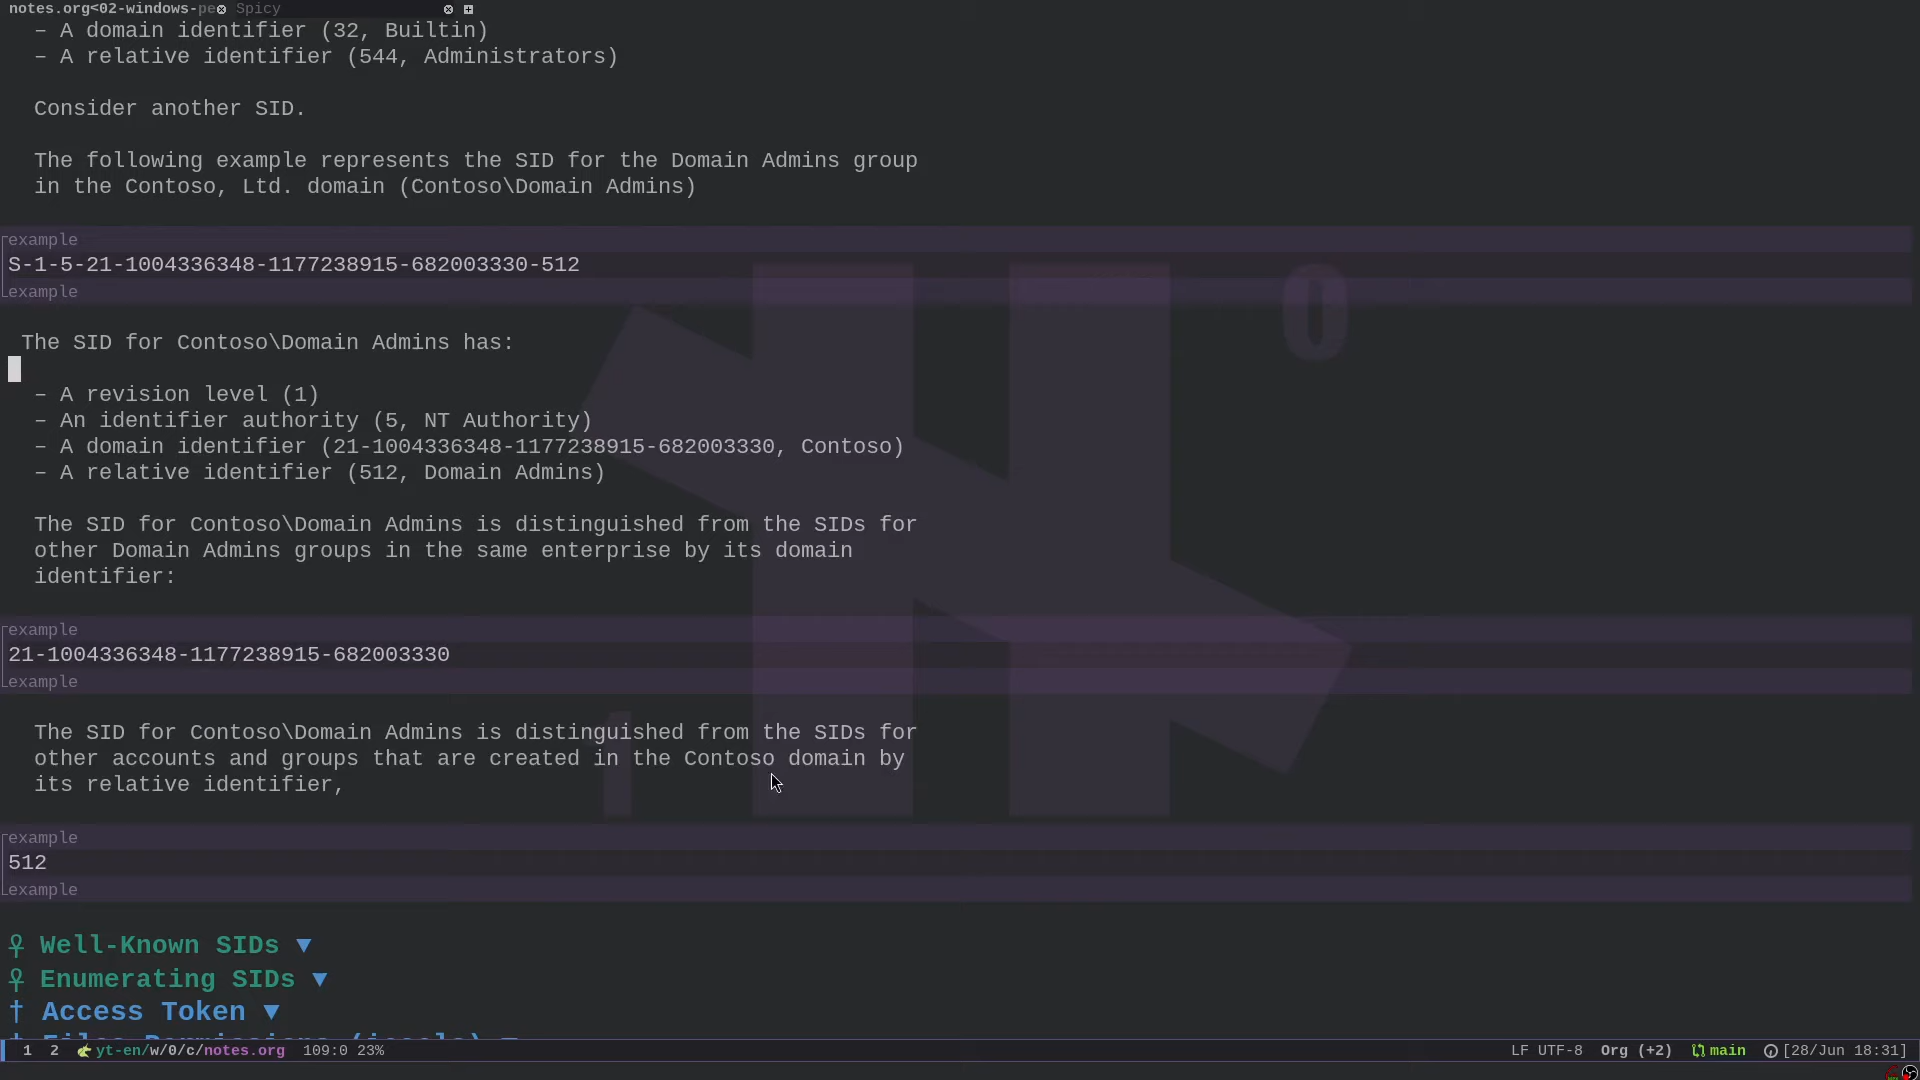 notes.org<02-windows-pe
Spicy
– A domain identifier (32, Builtin)
– A relative identifier (544, Administrators)
Consider another SID.
The following example represents the SID for the Domain Admins group
in the Contoso, Ltd. domain (Contoso\Domain Admins)
example
S-1-5-21-1004336348-1177238915-682003330-512
example
The SID for Contoso\Domain Admins has:
– A revision level (1)
– An identifier authority (5, NT Authority)
– A domain identifier (21-1004336348-1177238915-682003330, Contoso)
– A relative identifier (512, Domain Admins)
The SID for Contoso\Domain Admins is distinguished from the SIDs for
other Domain Admins groups in the same enterprise by its domain
identifier:
example
21-1004336348-1177238915-682003330
example
The SID for Contoso\Domain Admins is distinguished from the SIDs for
other accounts and groups that are created in the Contoso domain by
its relative identifier,
example
512
example
Well-Known SIDs ▼
Enumerating SIDs ▼
† Access Token ▼
1 2 yt-en/w/0/c/notes.org 109:0 23%
LF UTF-8 Org (+2) main [28/Jun 18:31]
0
1